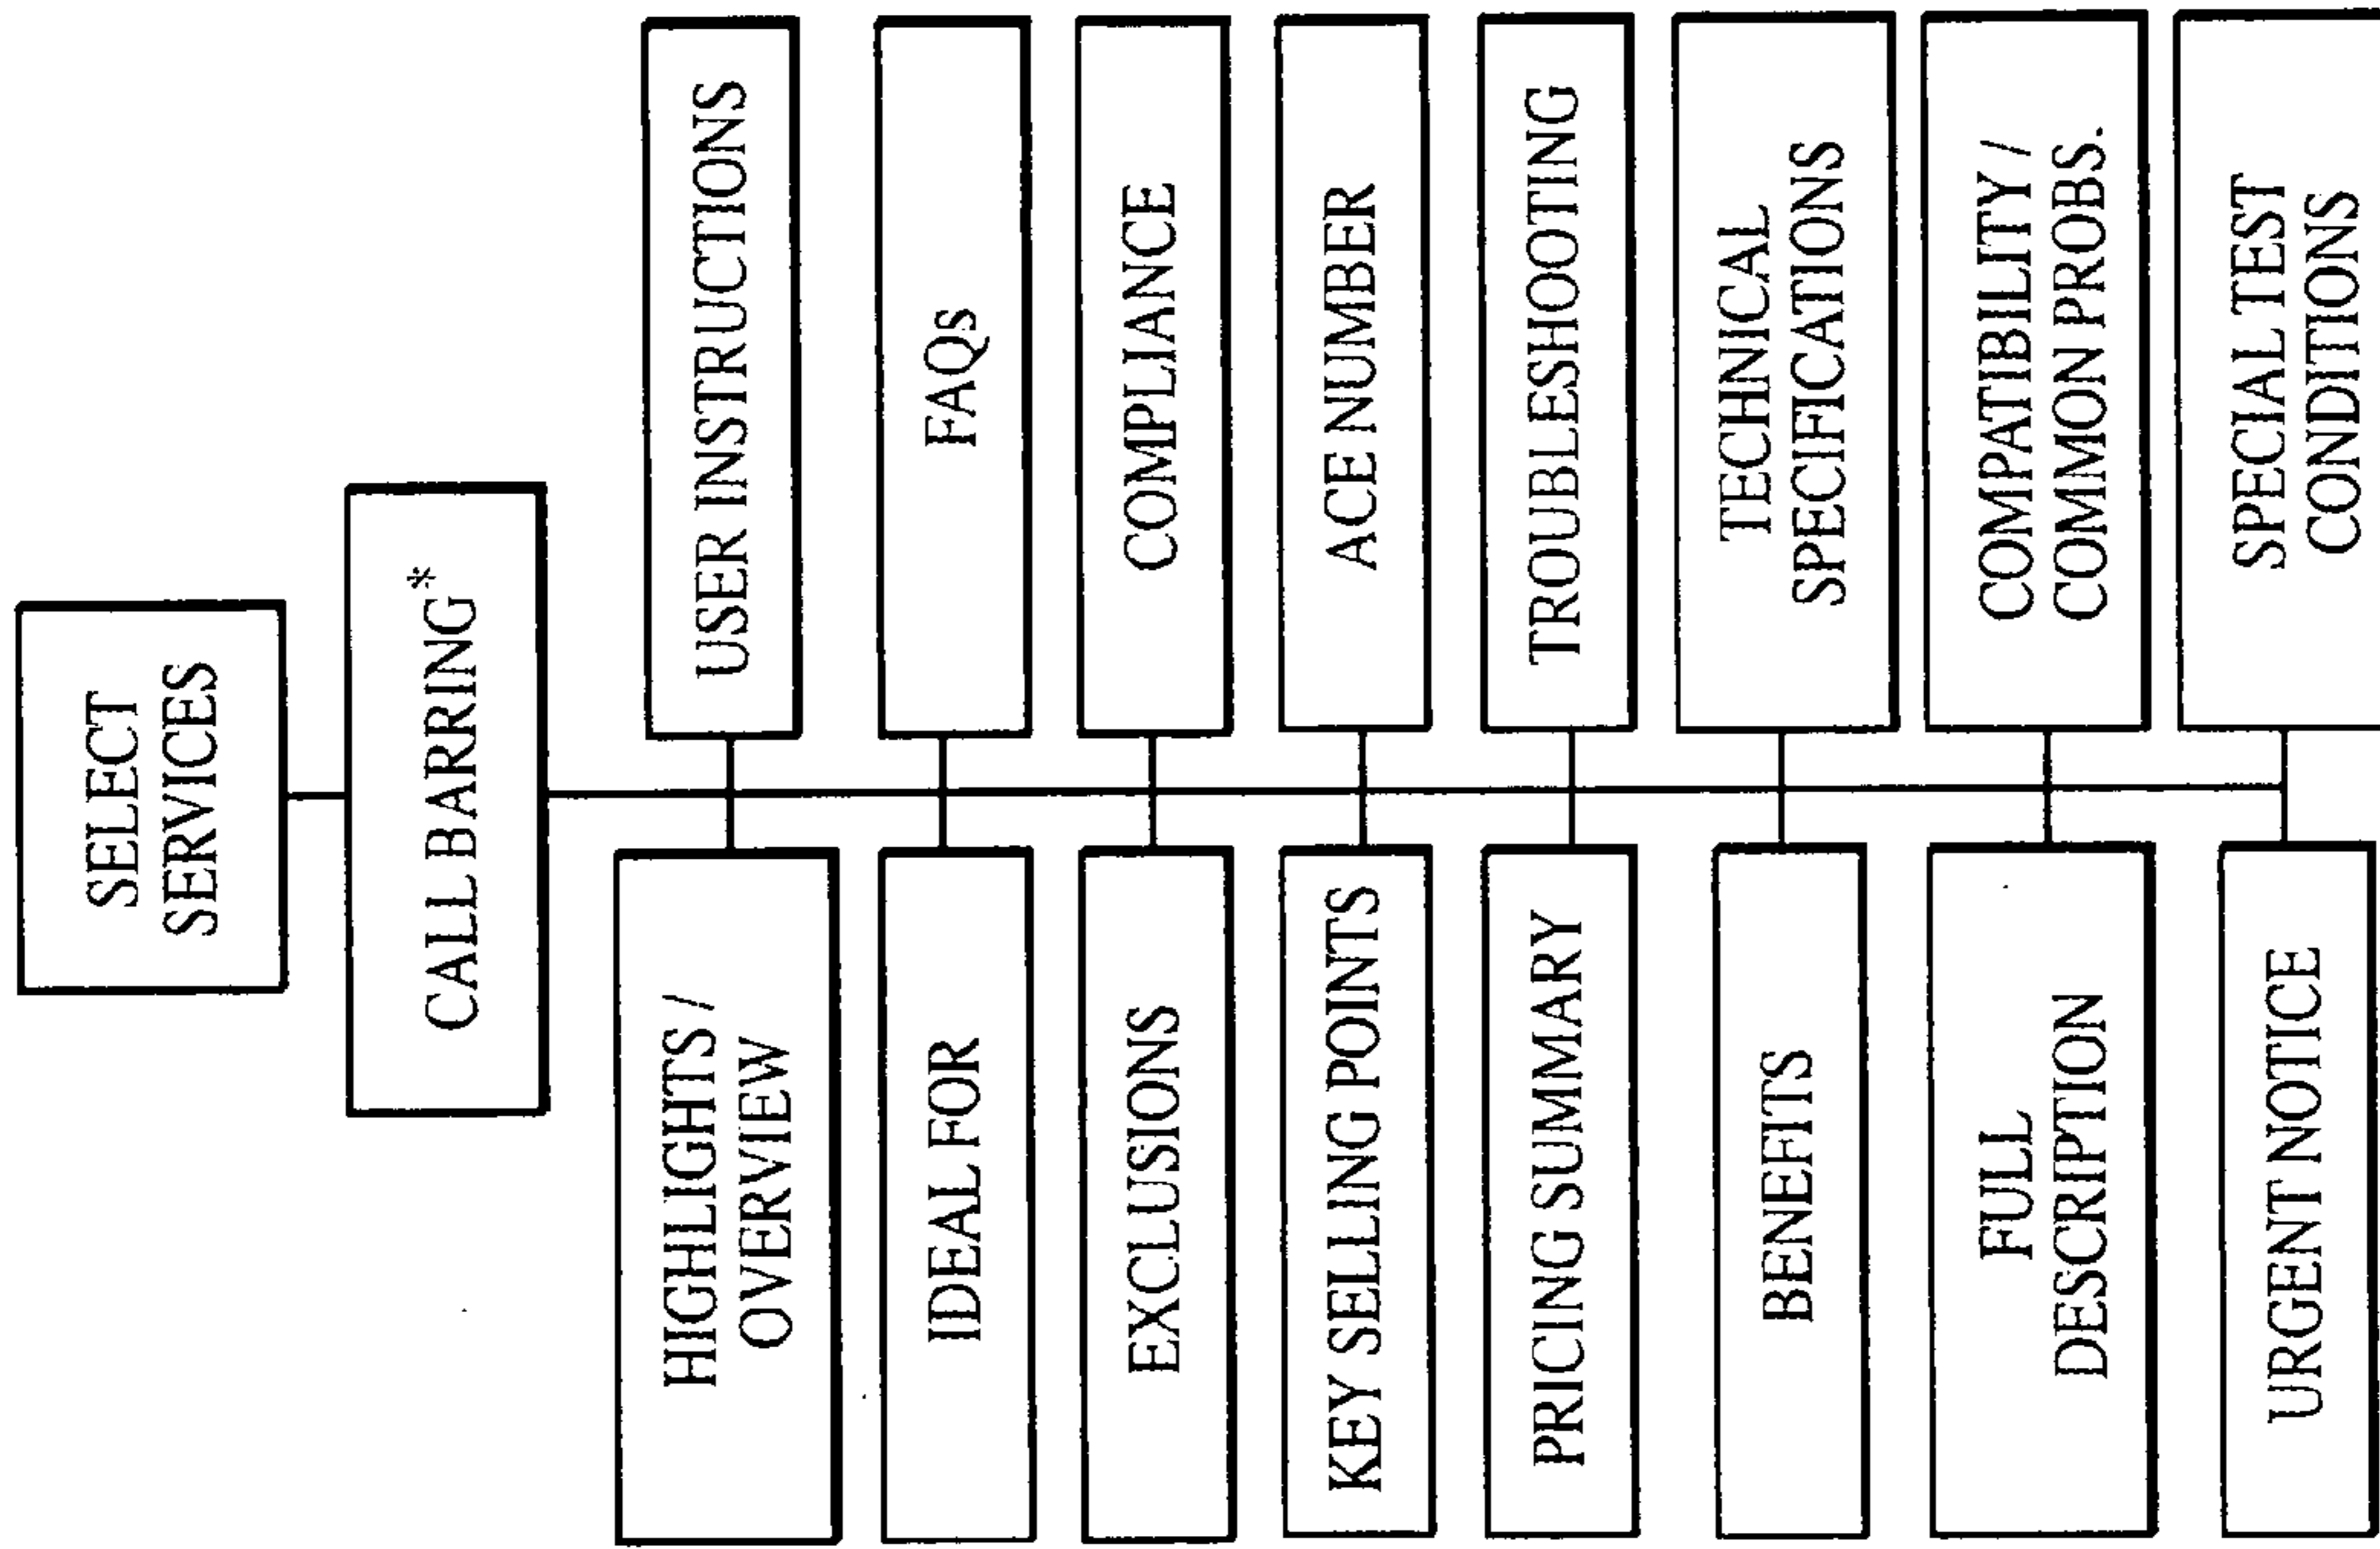 SELECT
SERVICES
CALL BARRING*
HIGHLIGHTS /
OVERVIEW
USER INSTRUCTIONS
IDEAL FOR
FAQs
EXCLUSIONS
COMPLIANCE
KEY SELLING POINTS
ACE NUMBER
PRICING SUMMARY
TROUBLESHOOTING
BENEFITS
TECHNICAL
SPECIFICATIONS
FULL
DESCRIPTION
COMPATIBILITY /
COMMON PROBS.
URGENT NOTICE
SPECIAL TEST
CONDITIONS